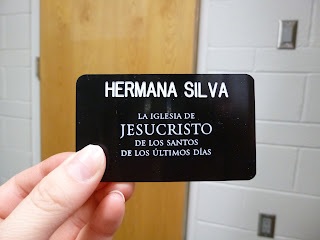 HERMANA SILVA
LA IGLESIA DE
JESUCRISTO
DE LOS SANTOS
DE LOS ÚLTIMOS DÍAS